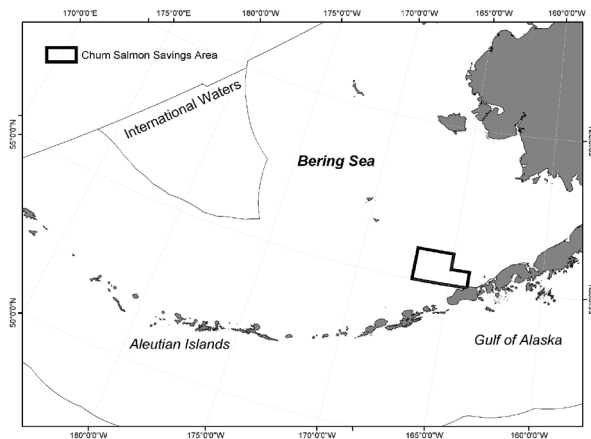 170°0'0"E 175°0'0"E 180°0'0" 175°0'0"W 170°0'0"W 165°0'0"W 160°0'0"W
Chum Salmon Savings Area
International Waters
55°0'0"N
Bering Sea
50°0'0"N
Aleutian Islands
Gulf of Alaska
180°0'0" 175°0'0"W 170°0'0"W 165°0'0"W 160°0'0"W